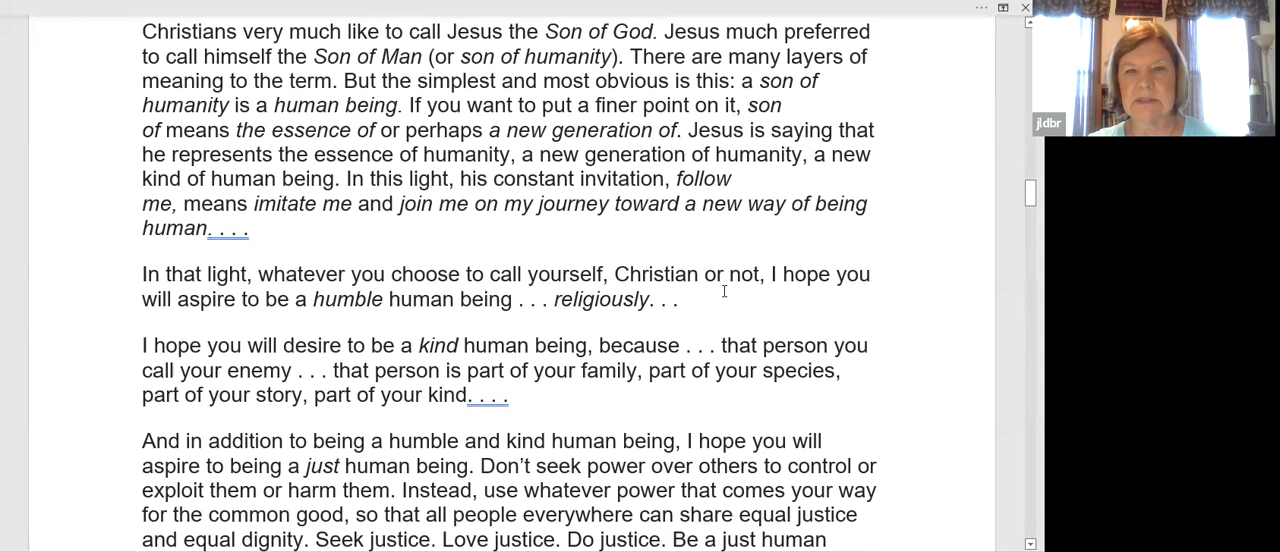 Christians very much like to call Jesus the Son of God. Jesus much preferred
to call himself the Son of Man (or son of humanity). There are many layers of
meaning to the term. But the simplest and most obvious is this: a son of
humanity is a human being. If you want to put a finer point on it, son
of means the essence of or perhaps a new generation of. Jesus is saying that
he represents the essence of humanity, a new generation of humanity, a new
kind of human being. In this light, his constant invitation, follow
me, means imitate me and join me on my journey toward a new way of being
human. . . .
In that light, whatever you choose to call yourself, Christian or not, I hope you
will aspire to be a humble human being . . . religiously. . .
I hope you will desire to be a kind human being, because . . . that person you
call your enemy . . . that person is part of your family, part of your species,
part of your story, part of your kind. . . .
And in addition to being a humble and kind human being, I hope you will
aspire to being a just human being. Don’t seek power over others to control or
exploit them or harm them. Instead, use whatever power that comes your way
for the common good, so that all people everywhere can share equal justice
and equal dignity. Seek justice. Love justice. Do justice. Be a just human
jldbr